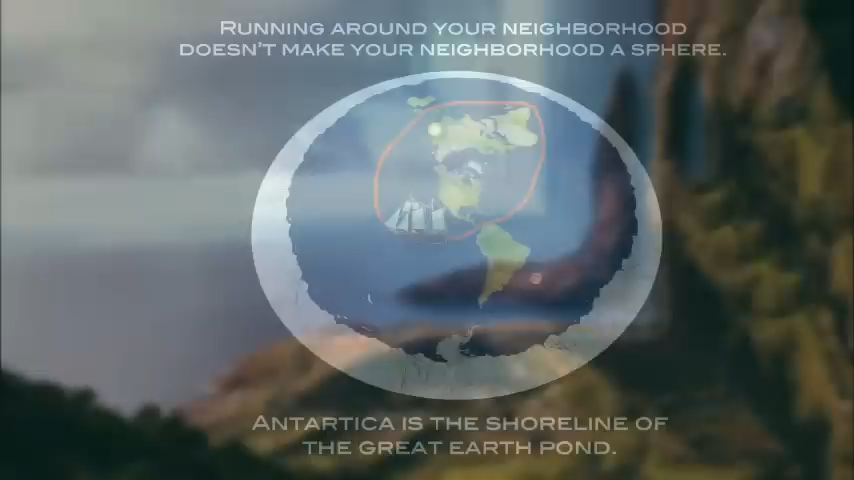 Running around your neighborhood
doesn't make your neighborhood a sphere.
Antartica is the shoreline of
the great earth pond.